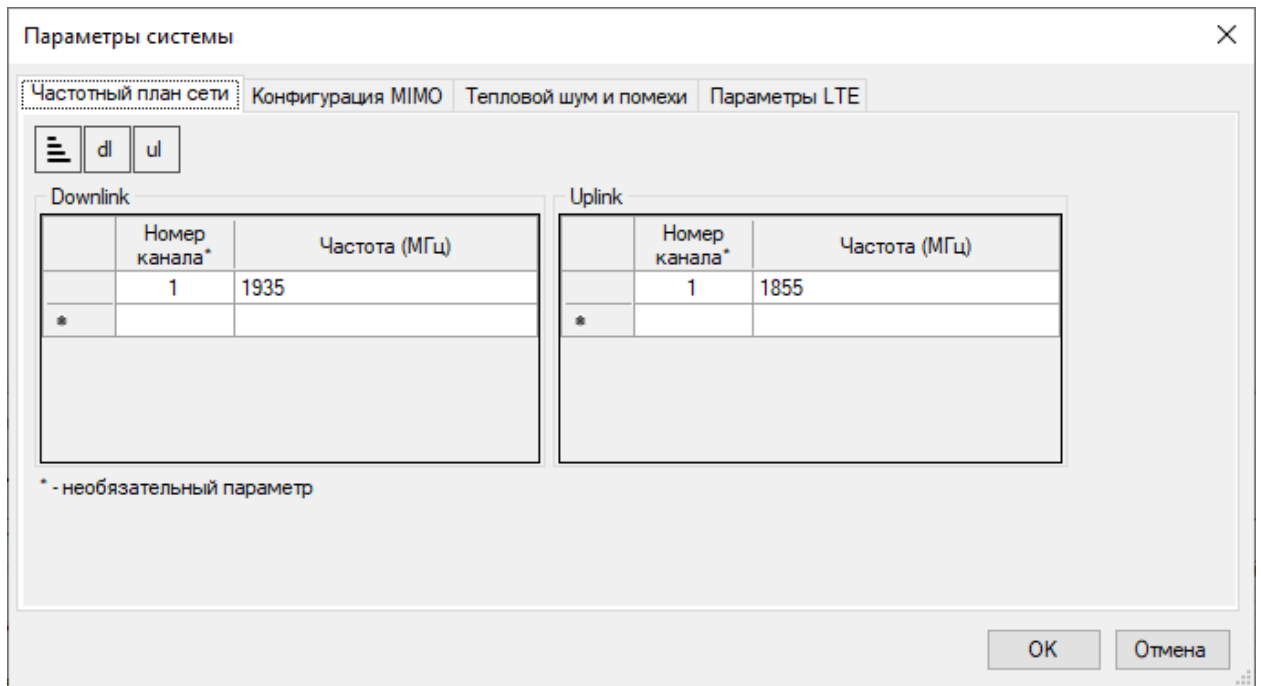 Параметры системы
Частотный план сети Конфигурация MIMO Тепловой шум и помехи Параметры LTE
dl ul
Downlink
Номер канала* Частота (МГц)
1 1935
*
Uplink
Номер канала* Частота (МГц)
1 1855
*
* - необязательный параметр
OK Отмена